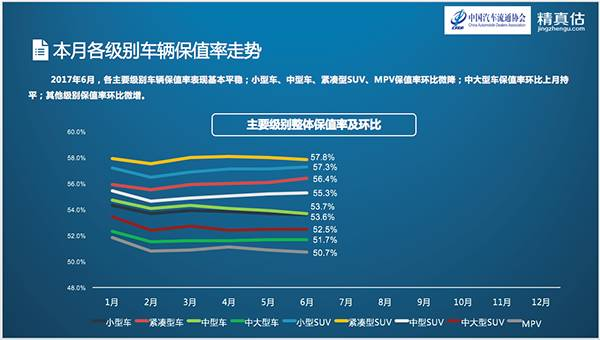 中国汽车流通协会
China Automobile Dealers Association
CADA
精真估
jingzhengu.com
本月各级别车辆保值率走势
2017年6月，各主要级别车辆保值率表现基本平稳；小型车、中型车、紧凑型SUV、MPV保值率环比微降；中大型车保值率环比上月持
平；其他级别保值率环比微增。
主要级别整体保值率及环比
60.0%
58.0%
56.0%
54.0%
52.0%
50.0%
48.0%
57.8%
57.3%
56.4%
55.3%
53.7%
53.6%
52.5%
51.7%
50.7%
1月 2月 3月 4月 5月 6月 7月 8月 9月 10月 11月 12月
小型车 紧凑型车 中型车 中大型车 小型SUV 紧凑型SUV 中型SUV 中大型SUV MPV